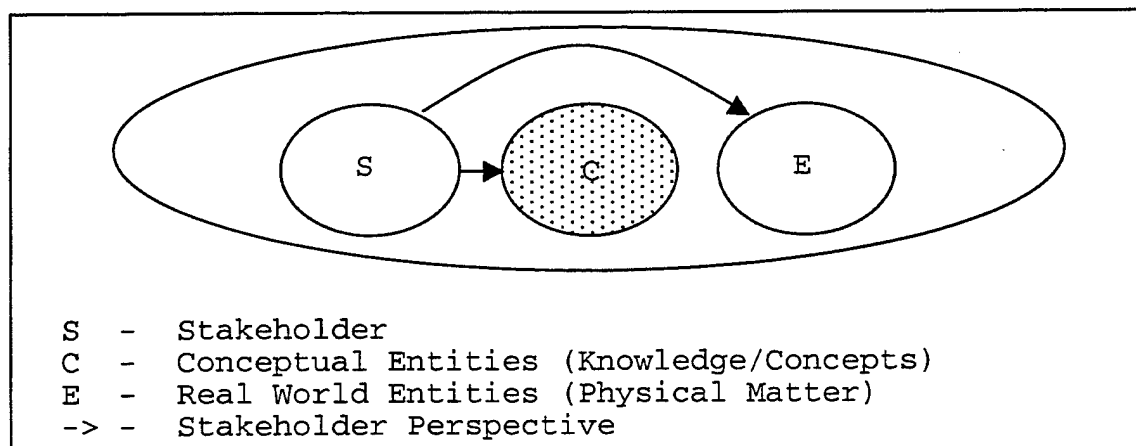 S C E
S - Stakeholder
C - Conceptual Entities (Knowledge/Concepts)
E - Real World Entities (Physical Matter)
-> - Stakeholder Perspective